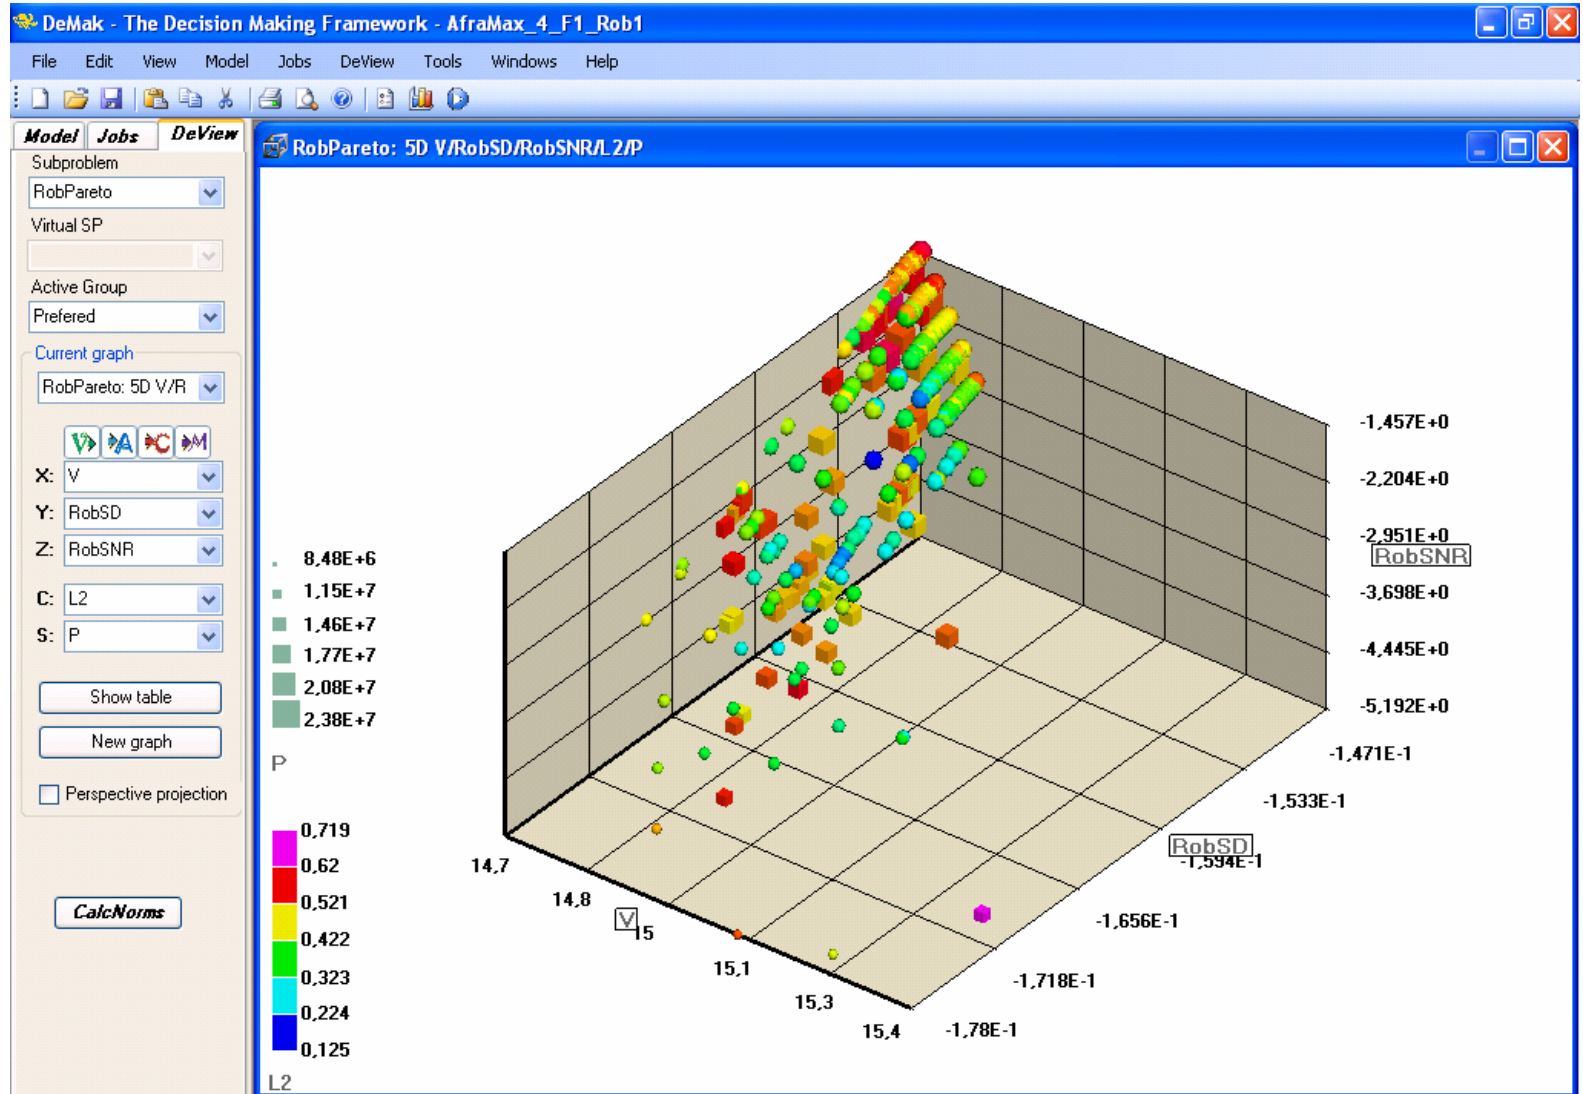 DeMak - The Decision Making Framework - AfraMax_4_F1_Rob1
File Edit View Model Jobs DeView Tools Windows Help
Model Jobs DeView
RobPareto: 5D V/RobSD/RobSNR/L2/P
Subproblem
RobPareto
Virtual SP
Active Group
Prefered
Current graph
RobPareto: 5D V/R
V A C M
X: V
Y: RobSD
Z: RobSNR
C: L2
S: P
Show table
New graph
Perspective projection
CalcNorms
8,48E+6
1,15E+7
1,46E+7
1,77E+7
2,08E+7
2,38E+7
P
0,719
0,62
0,521
0,422
0,323
0,224
0,125
L2
-1,457E+0
-2,204E+0
-2,951E+0
RobSNR
-3,698E+0
-4,445E+0
-5,192E+0
-1,471E-1
-1,533E-1
RobSD
-1,594E-1
-1,656E-1
-1,718E-1
-1,78E-1
14,7
14,8
V
15
15,1
15,3
15,4